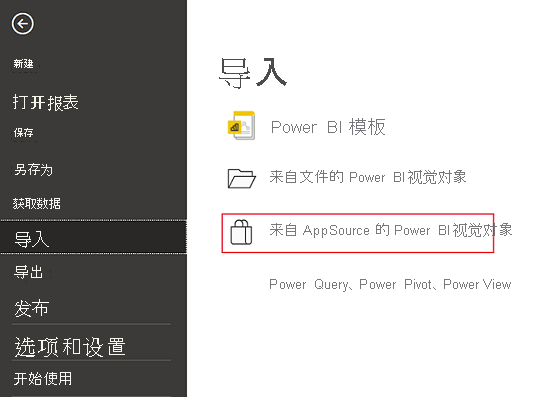 新建
打开报表
保存
另存为
获取数据
导入
导出
发布
选项和设置
开始使用
导入
Power BI 模板
来自文件的 Power BI视觉对象
来自 AppSource 的 Power BI视觉对象
Power Query、Power Pivot、Power View